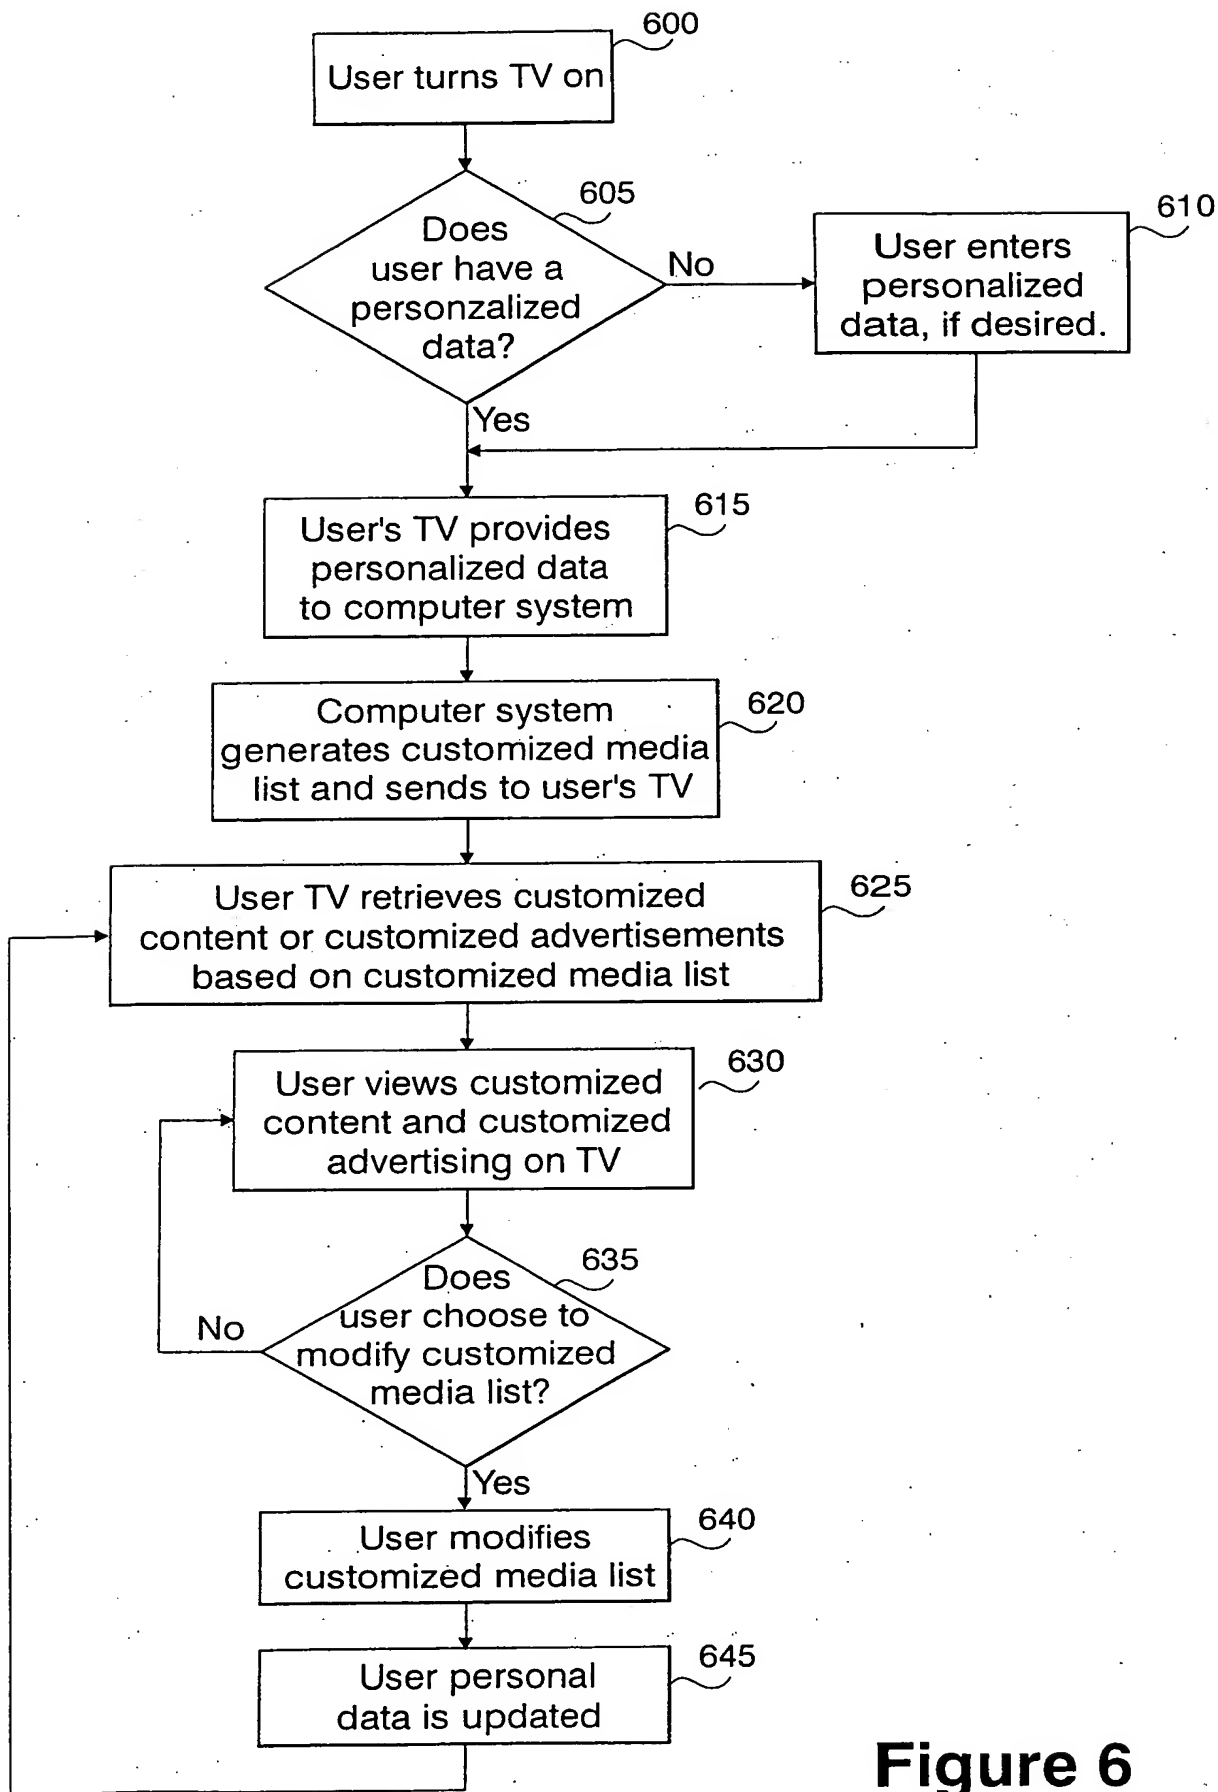 600
User turns TV on
605
Does
user have a
personzalized
data?
No
610
User enters
personalized
data, if desired.
Yes
615
User's TV provides
personalized data
to computer system
620
Computer system
generates customized media
list and sends to user's TV
625
User TV retrieves customized
content or customized advertisements
based on customized media list
630
User views customized
content and customized
advertising on TV
635
Does
user choose to
modify customized
media list?
No
Yes
640
User modifies
customized media list
645
User personal
data is updated
Figure 6